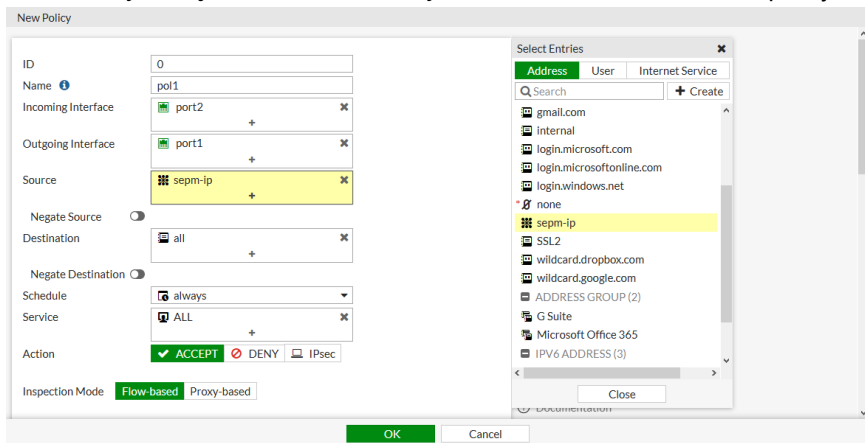 New Policy
ID
0
Name
pol1
Incoming Interface
port2
+
Outgoing Interface
port1
+
Source
sepm-ip
+
Negate Source
Destination
all
+
Negate Destination
Schedule
always
Service
ALL
+
Action
ACCEPT DENY IPsec
Inspection Mode
Flow-based Proxy-based
Select Entries
Address User Internet Service
Search
+ Create
gmail.com
internal
login.microsoft.com
login.microsoftonline.com
login.windows.net
* none
sepm-ip
SSL2
wildcard.dropbox.com
wildcard.google.com
ADDRESS GROUP (2)
G Suite
Microsoft Office 365
IPV6 ADDRESS (3)
Close
Documentation
OK Cancel